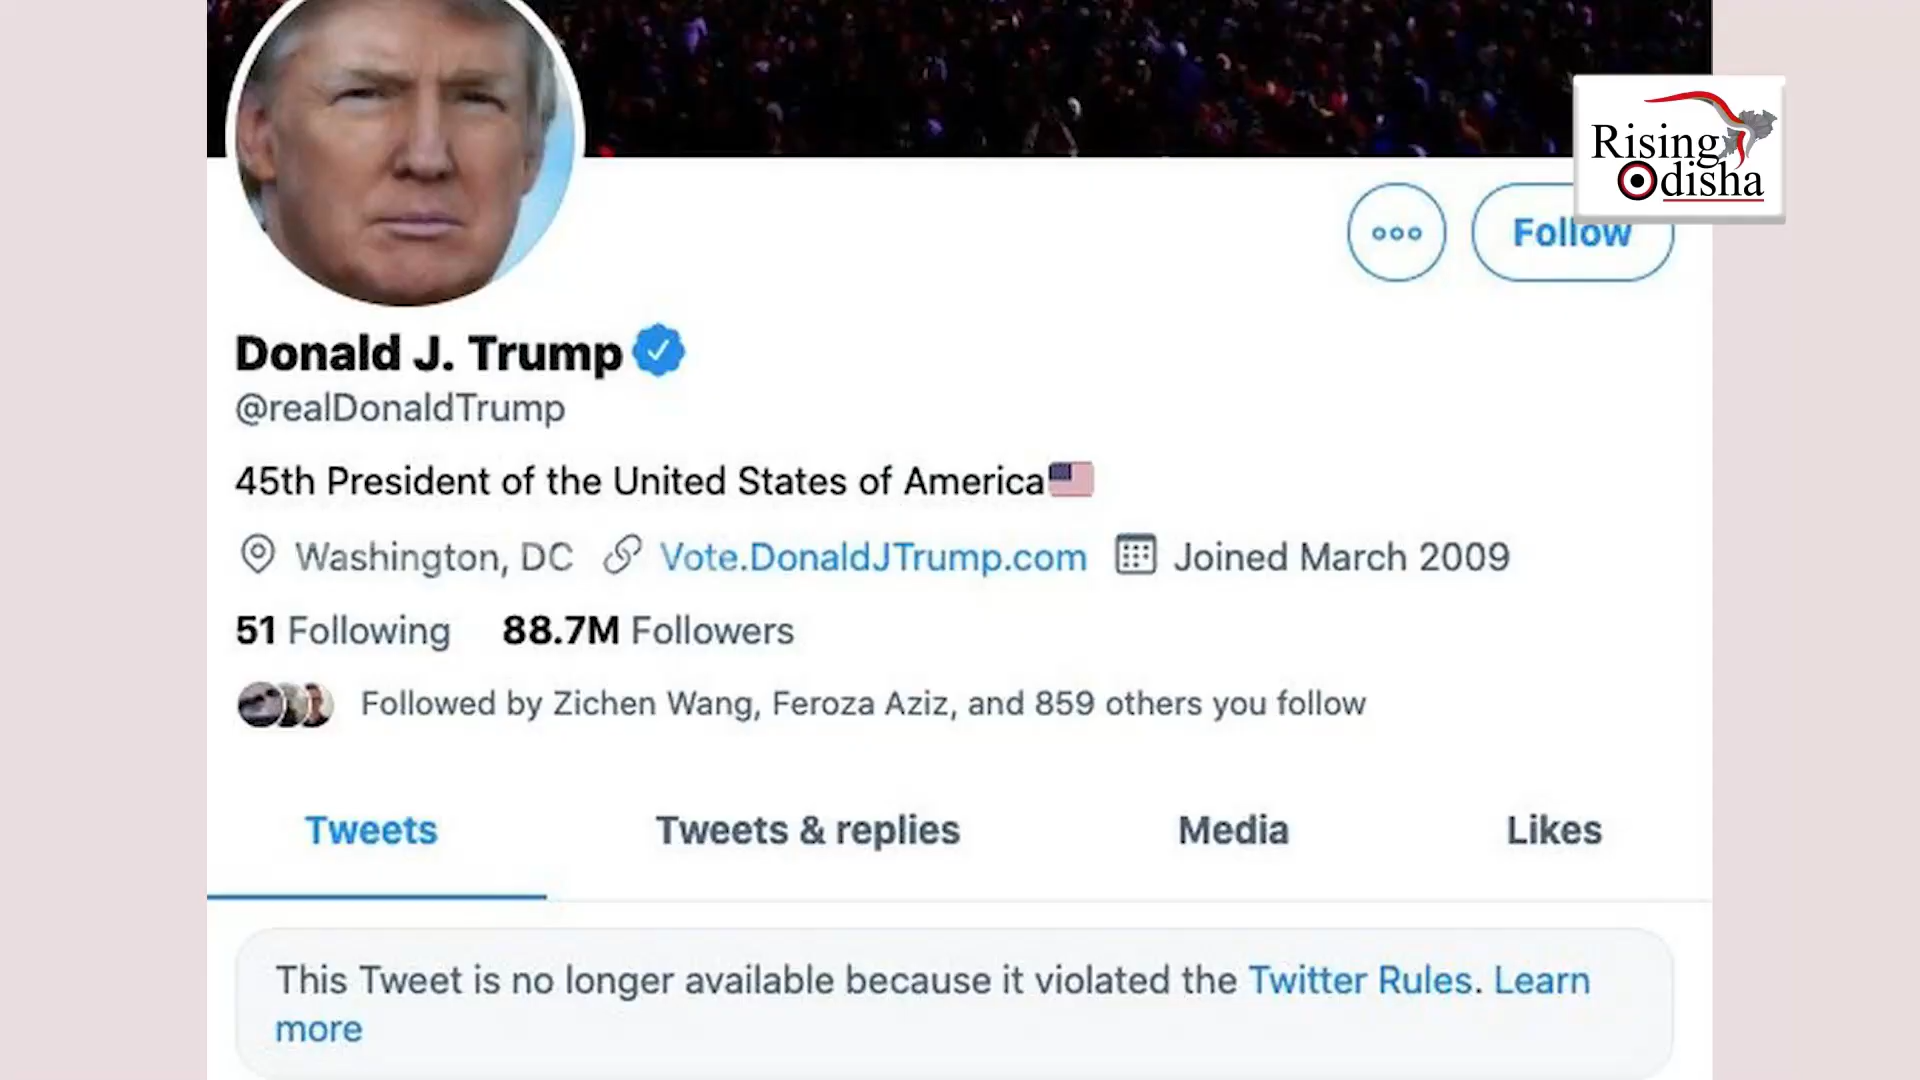 Rising
Odisha
Follow
Donald J. Trump
@realDonaldTrump
45th President of the United States of America
Washington, DC Vote.DonaldJTrump.com Joined March 2009
51 Following 88.7M Followers
Followed by Zichen Wang, Feroza Aziz, and 859 others you follow
Tweets Tweets & replies Media Likes
This Tweet is no longer available because it violated the Twitter Rules. Learn
more